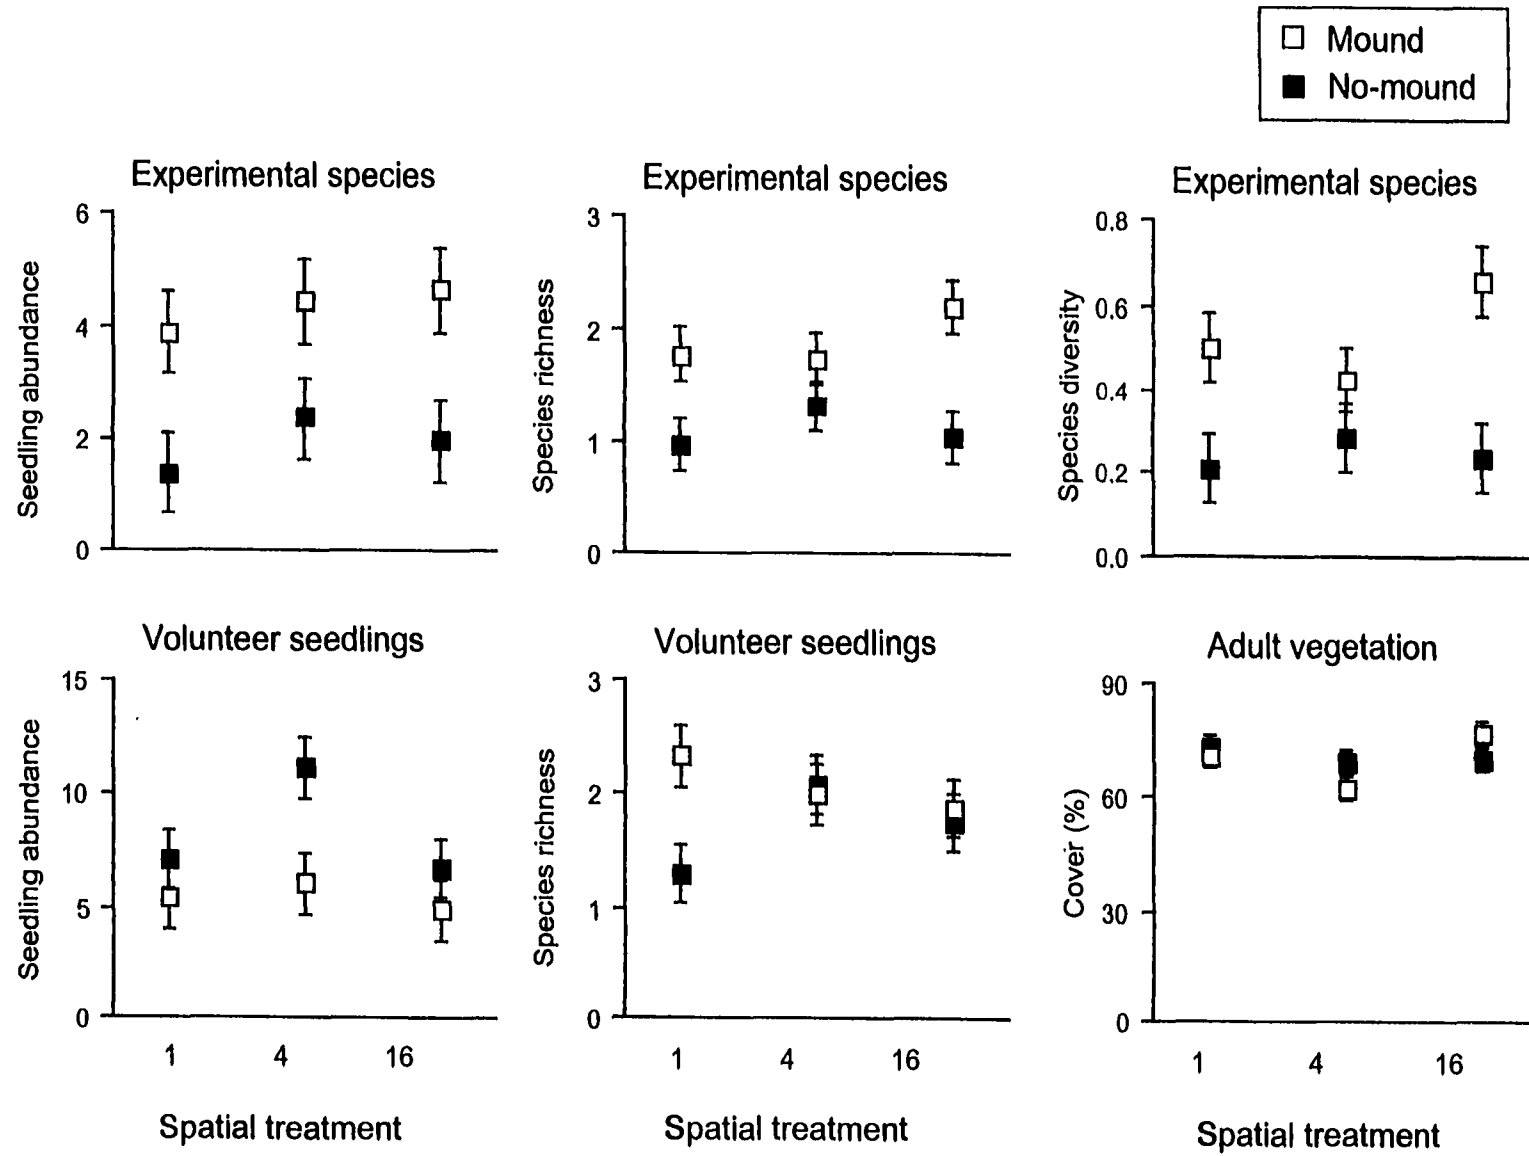 Mound
No-mound
Experimental species
Seedling abundance
6
4
2
0
Experimental species
Species richness
3
2
1
0
Experimental species
Species diversity
0.8
0.6
0.4
0.2
0.0
Volunteer seedlings
Seedling abundance
15
10
5
0
1 4 16
Spatial treatment
Volunteer seedlings
Species richness
3
2
1
0
1 4 16
Spatial treatment
Adult vegetation
Cover (%)
90
60
30
0
1 4 16
Spatial treatment